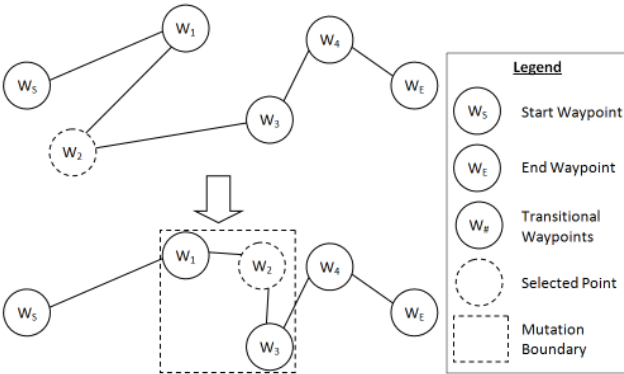 W1
W4
WS
WE
W3
W2
W1
W2
W4
WS
WE
W3
Legend
WS Start Waypoint
WE End Waypoint
W# Transitional
Waypoints
Selected Point
Mutation
Boundary